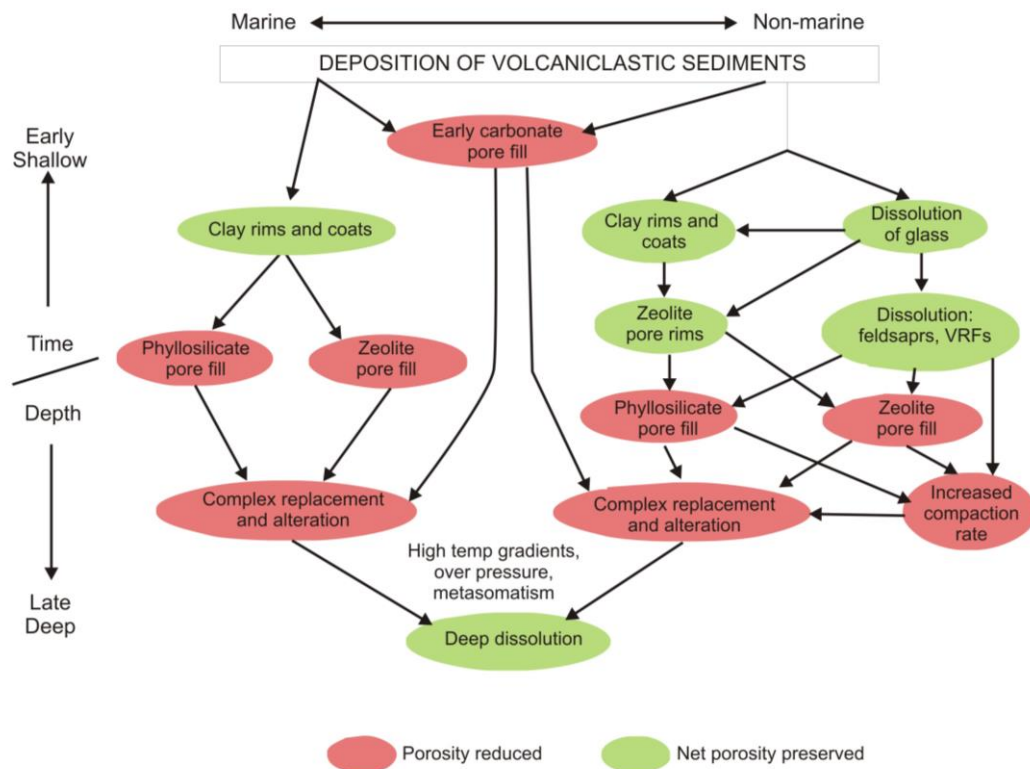 Marine
Non-marine
DEPOSITION OF VOLCANICLASTIC SEDIMENTS
Early
Shallow
Early carbonate
pore fill
Clay rims and coats
Clay rims and
coats
Dissolution
of glass
Time
Depth
Zeolite
pore rims
Dissolution:
feldsaprs, VRFs
Phyllosilicate
pore fill
Zeolite
pore fill
Phyllosilicate
pore fill
Zeolite
pore fill
Complex replacement
and alteration
Complex replacement
and alteration
Increased
compaction
rate
High temp gradients,
over pressure,
metasomatism
Late
Deep
Deep dissolution
Porosity reduced
Net porosity preserved